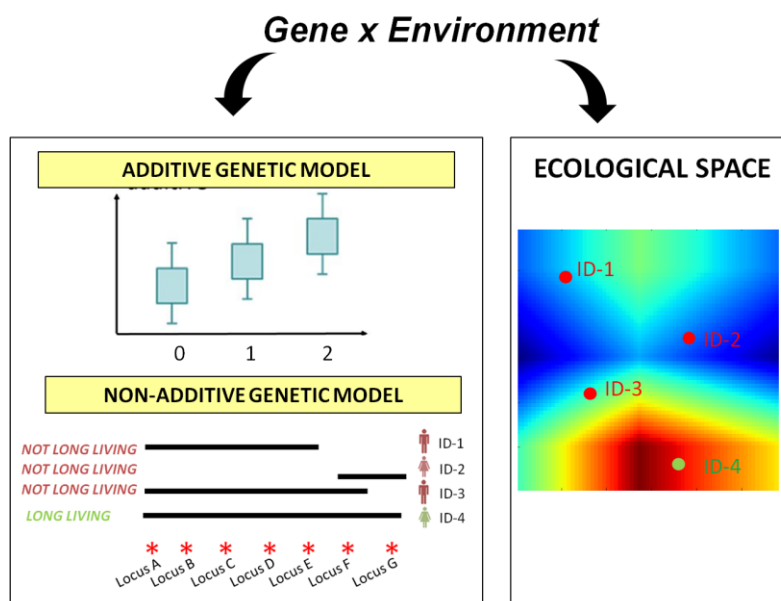 Gene x Environment
ADDITIVE GENETIC MODEL
0 1 2
NON-ADDITIVE GENETIC MODEL
NOT LONG LIVING ID-1
NOT LONG LIVING ID-2
NOT LONG LIVING ID-3
LONG LIVING ID-4
* * * * * * *
Locus A Locus B Locus C Locus D Locus E Locus F Locus G
ECOLOGICAL SPACE
ID-1
ID-2
ID-3
ID-4